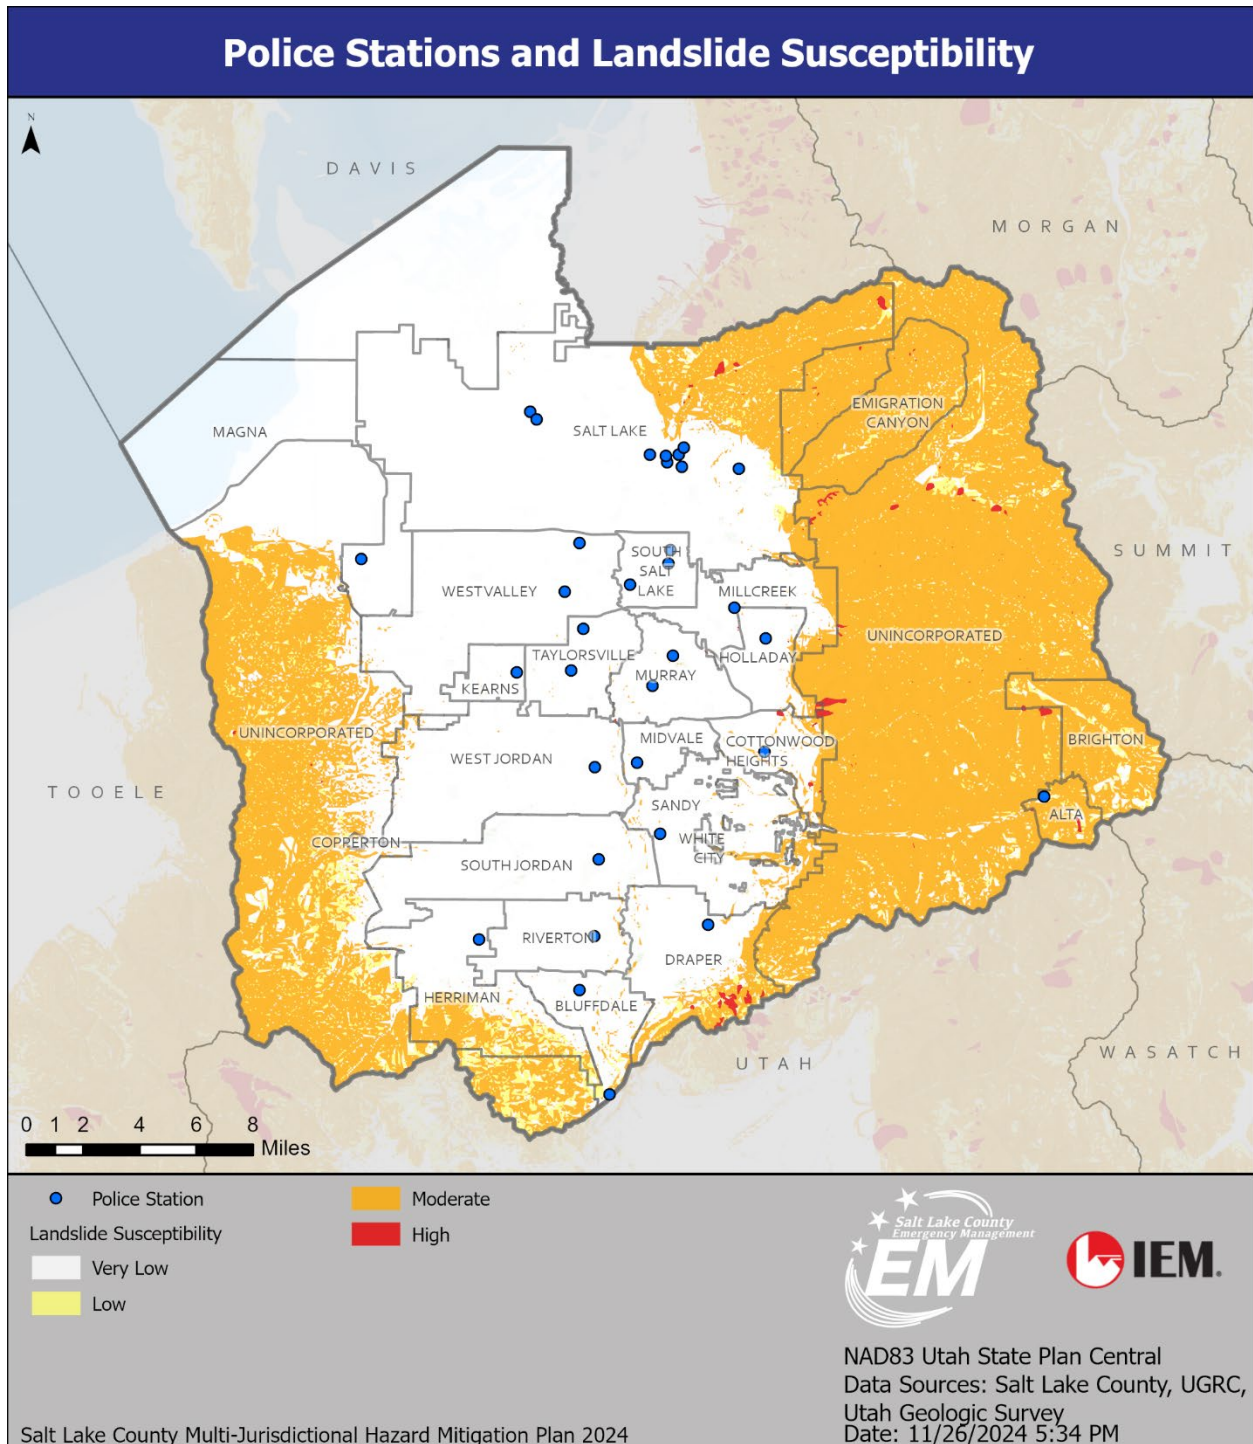 Police Stations and Landslide Susceptibility
N
DAVIS
MORGAN
MAGNA
SALT LAKE
EMIGRATION
CANYON
SUMMIT
SOUTH
SALT
LAKE
WEST VALLEY
MILLCREEK
UNINCORPORATED
TAYLORSVILLE
HOLLADAY
KEARNS
MURRAY
UNINCORPORATED
MIDVALE
COTTONWOOD
HEIGHTS
BRIGHTON
WEST JORDAN
TOOELE
SANDY
ALTA
COPPERTON
WHITE
CITY
SOUTH JORDAN
RIVERTON
DRAPER
HERRIMAN
BLUFFDALE
UTAH
WASATCH
0 1 2 4 6 8
Miles
Police Station
Landslide Susceptibility
Very Low
Low
Moderate
High
Salt Lake County
Emergency Management
EM
IEM.
NAD83 Utah State Plan Central
Data Sources: Salt Lake County, UGRC,
Utah Geologic Survey
Date: 11/26/2024 5:34 PM
Salt Lake County Multi-Jurisdictional Hazard Mitigation Plan 2024